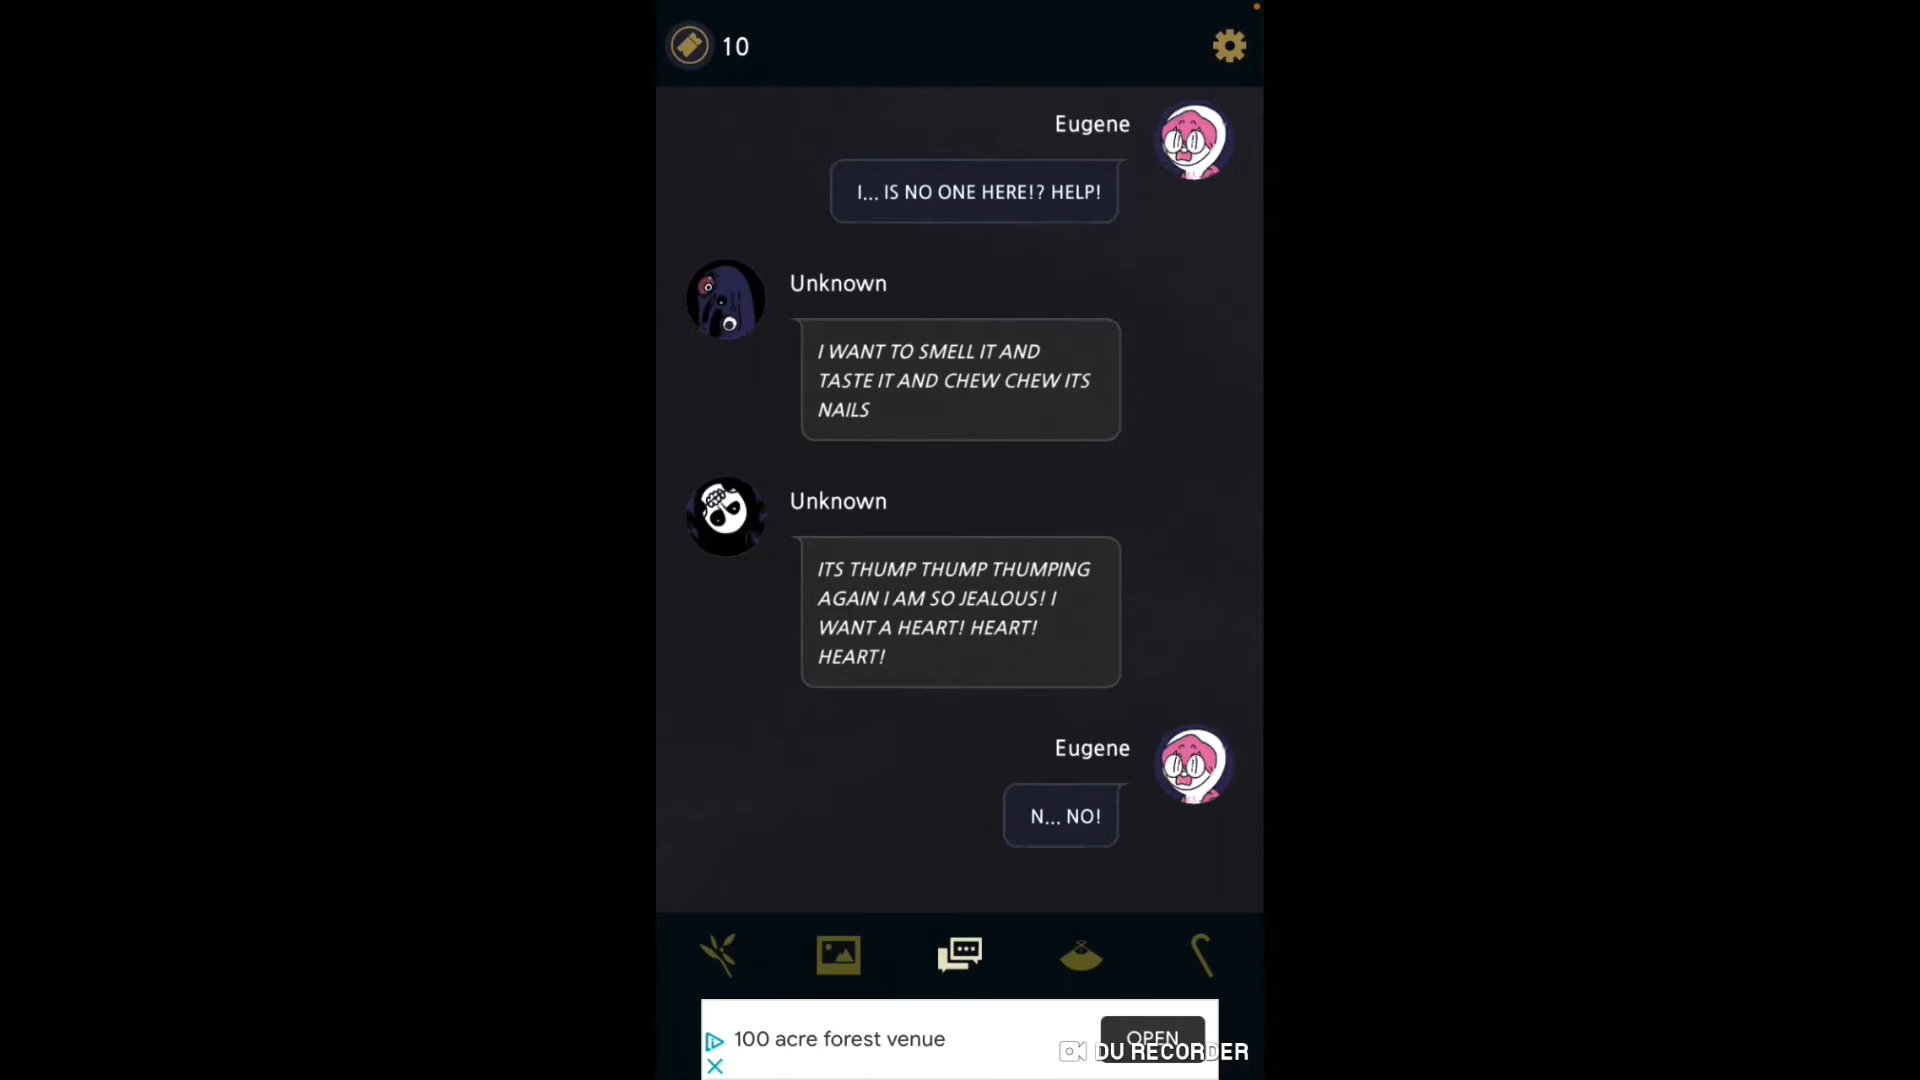 10
Eugene
I... IS NO ONE HERE!? HELP!
Unknown
I WANT TO SMELL IT AND
TASTE IT AND CHEW CHEW ITS
NAILS
Unknown
ITS THUMP THUMP THUMPING
AGAIN I AM SO JEALOUS! I
WANT A HEART! HEART!
HEART!
Eugene
N... NO!
100 acre forest venue
OPEN
DU RECORDER